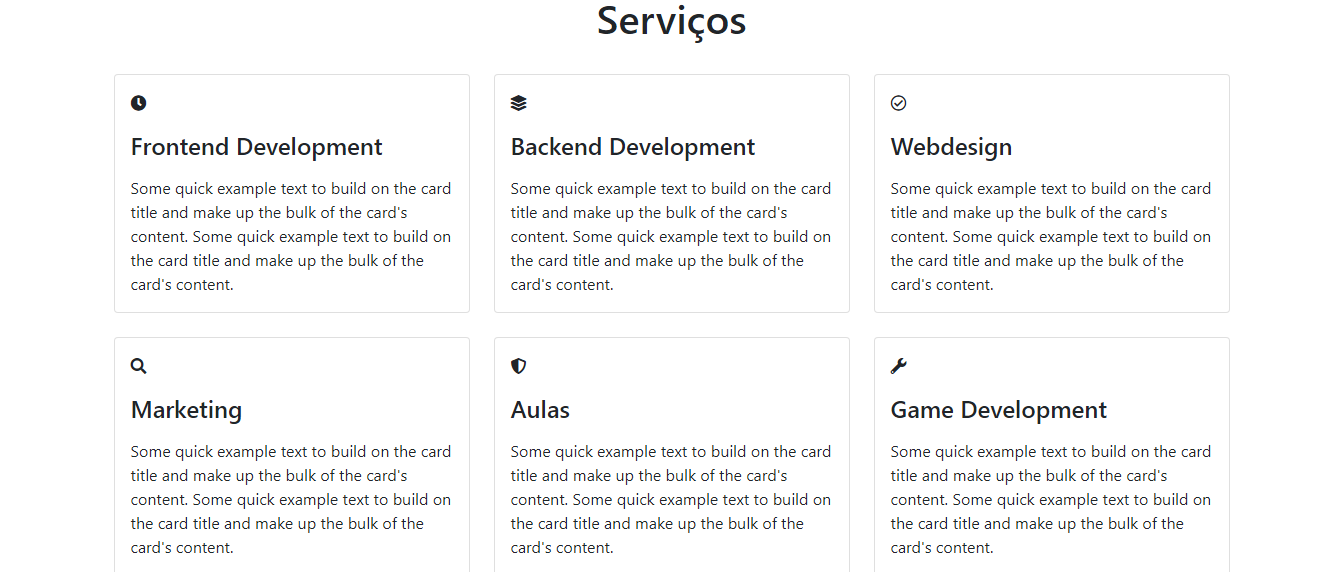 Serviços
Frontend Development
Some quick example text to build on the card
title and make up the bulk of the card's
content. Some quick example text to build on
the card title and make up the bulk of the
card's content.
Backend Development
Some quick example text to build on the card
title and make up the bulk of the card's
content. Some quick example text to build on
the card title and make up the bulk of the
card's content.
Webdesign
Some quick example text to build on the card
title and make up the bulk of the card's
content. Some quick example text to build on
the card title and make up the bulk of the
card's content.
Marketing
Some quick example text to build on the card
title and make up the bulk of the card's
content. Some quick example text to build on
the card title and make up the bulk of the
card's content.
Aulas
Some quick example text to build on the card
title and make up the bulk of the card's
content. Some quick example text to build on
the card title and make up the bulk of the
card's content.
Game Development
Some quick example text to build on the card
title and make up the bulk of the card's
content. Some quick example text to build on
the card title and make up the bulk of the
card's content.